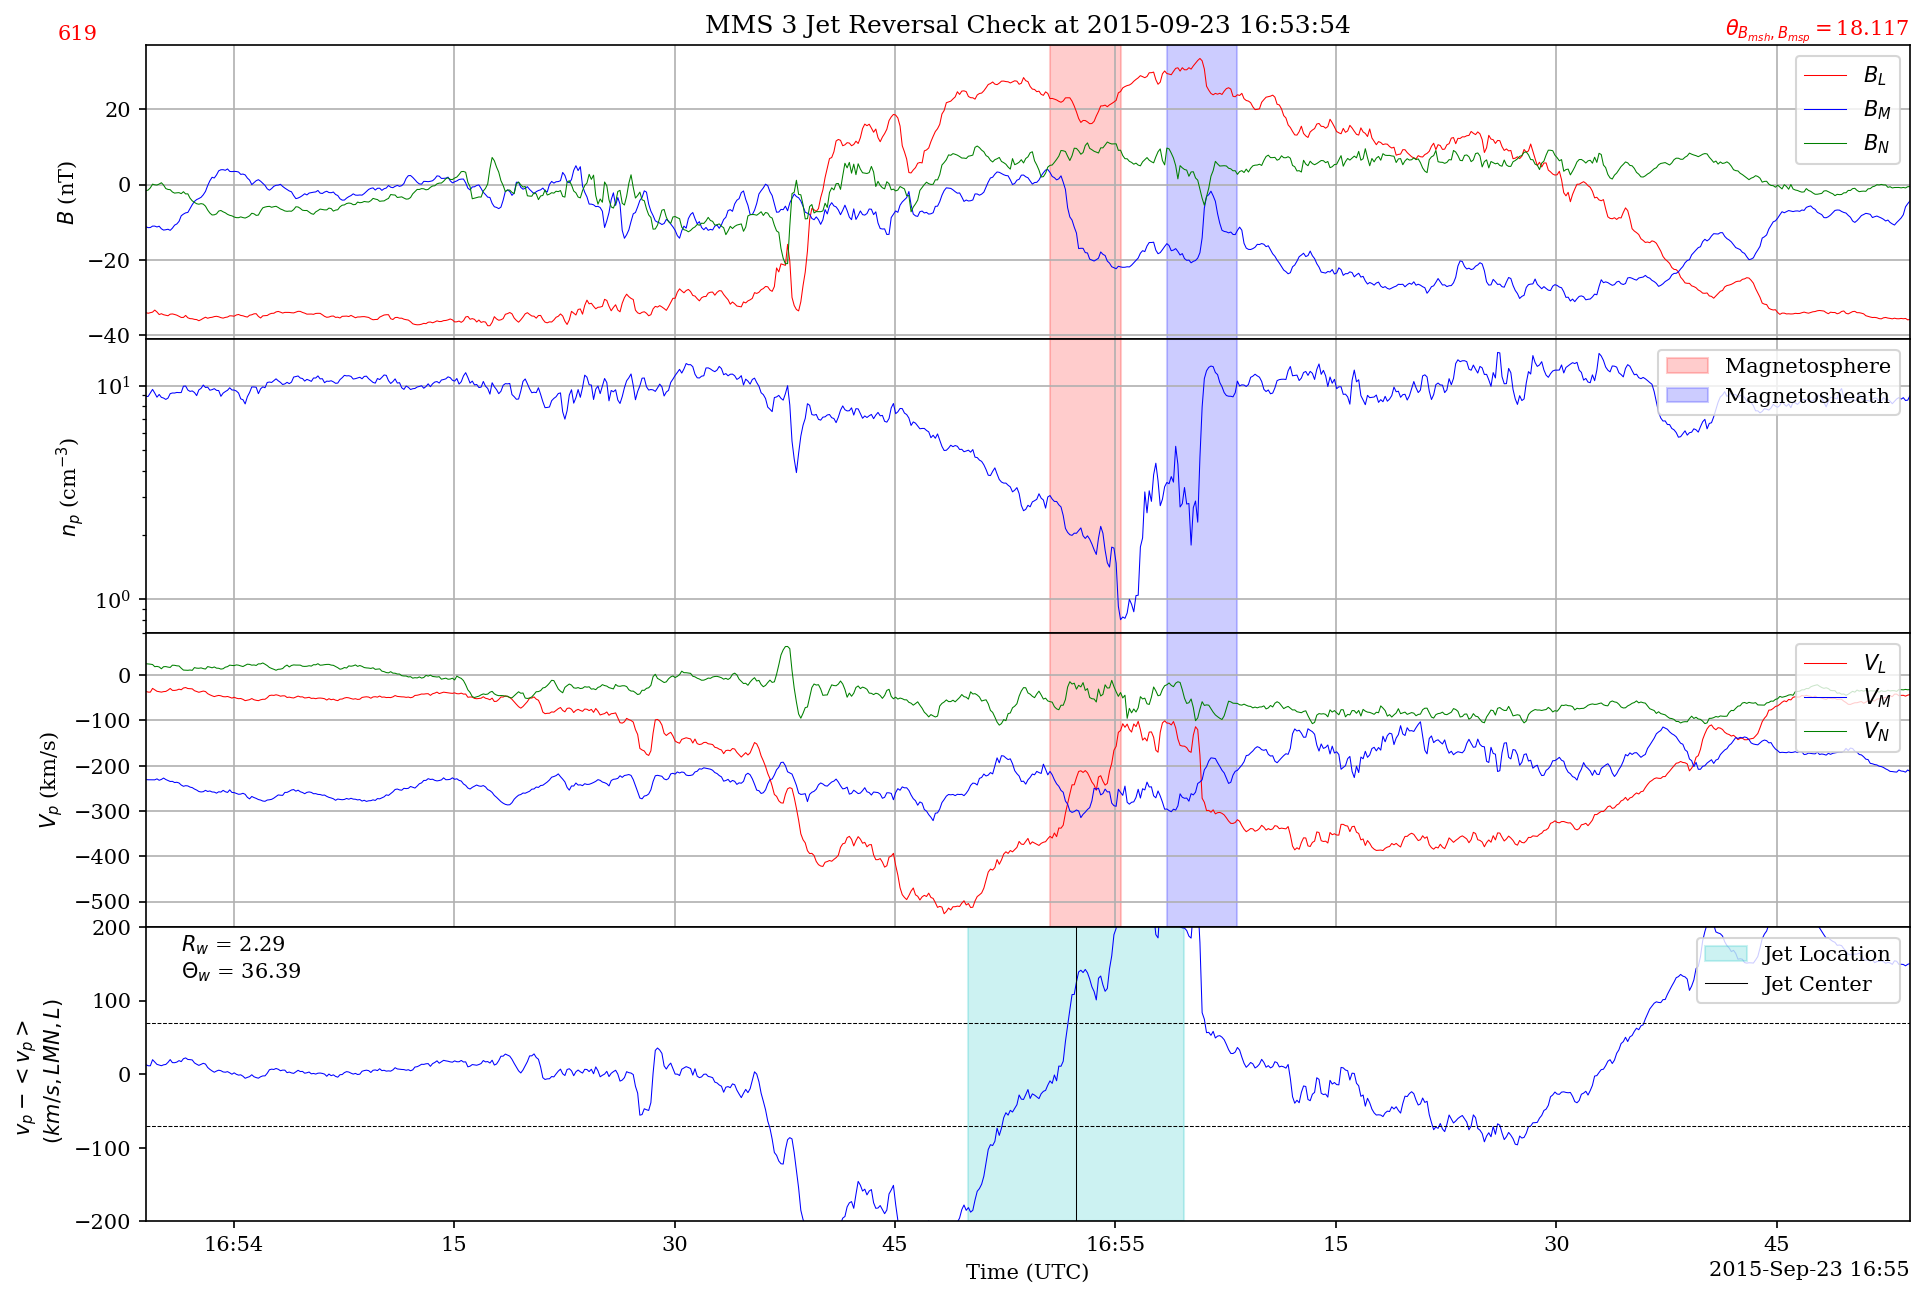 MMS 3 Jet Reversal Check at 2015-09-23 16:53:54
619
θ_{B_{msh}, B_{msp}} = 18.117
B (nT)
20
0
−20
−40
B_L
B_M
B_N
n_p (cm^{−3})
10^1
10^0
Magnetosphere
Magnetosheath
V_p (km/s)
0
−100
−200
−300
−400
−500
V_L
V_M
V_N
v_p − < v_p >
(km/s, LMN, L)
200
100
0
−100
−200
R_w = 2.29
Θ_w = 36.39
Jet Location
Jet Center
16:54 15 30 45 16:55 15 30 45
Time (UTC)
2015-Sep-23 16:55